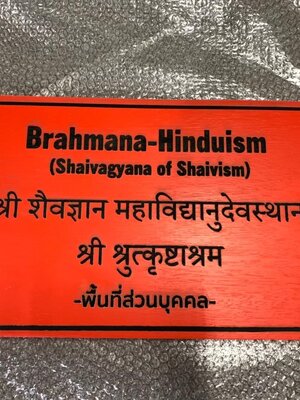 Brahmana-Hinduism
(Shaivagyana of Shaivism)
श्री शैवज्ञान महाविद्यानुदेवस्थान
श्री श्रुत्कृष्टाश्रम
-พื้นที่ส่วนบุคคล-